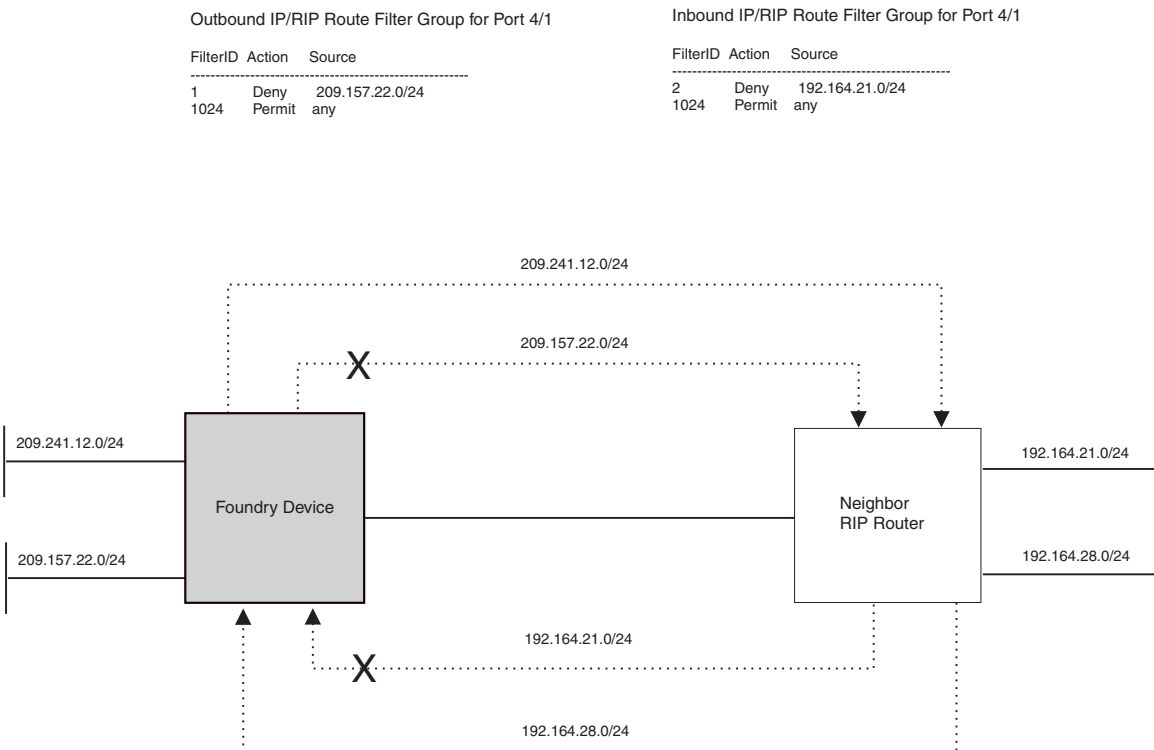 Outbound IP/RIP Route Filter Group for Port 4/1
FilterID Action Source
------------------------------------------------------
1 Deny 209.157.22.0/24
1024 Permit any
Inbound IP/RIP Route Filter Group for Port 4/1
FilterID Action Source
------------------------------------------------------
2 Deny 192.164.21.0/24
1024 Permit any
209.241.12.0/24
209.157.22.0/24
X
209.241.12.0/24
209.157.22.0/24
Foundry Device
Neighbor
RIP Router
192.164.21.0/24
192.164.28.0/24
192.164.21.0/24
X
192.164.28.0/24